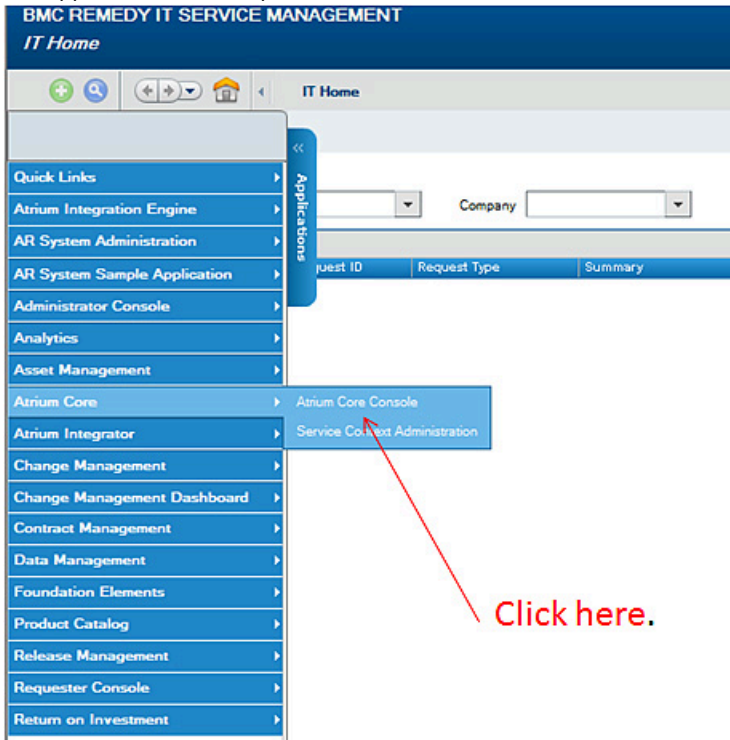 BMC REMEDY IT SERVICE MANAGEMENT
IT Home
IT Home
Applications
Quick Links
Atrium Integration Engine
Company
AR System Administration
AR System Sample Application
quest ID Request Type Summary
Administrator Console
Analytics
Asset Management
Atrium Core
Atrium Core Console
Atrium Integrator
Service Context Administration
Change Management
Change Management Dashboard
Contract Management
Data Management
Foundation Elements
Click here.
Product Catalog
Release Management
Requester Console
Return on Investment